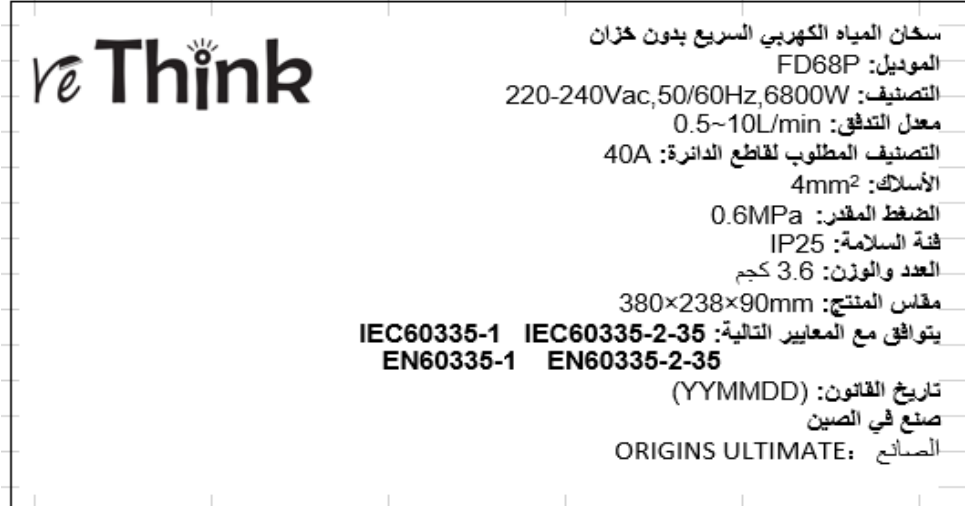 re Think
سخان المياه الكهربي السريع بدون خزان
الموديل: FD68P
التصنيف: 220-240Vac,50/60Hz,6800W
معدل التدفق: 0.5~10L/min
التصنيف المطلوب لقاطع الدائرة: 40A
الأسلاك: 4mm²
الضغط المقدر: 0.6MPa
فئة السلامة: IP25
العدد والوزن: 3.6 كجم
مقاس المنتج: 380×238×90mm
يتوافق مع المعايير التالية: IEC60335-1 IEC60335-2-35
EN60335-1 EN60335-2-35
تاريخ القانون: (YYMMDD)
صنع في الصين
الصانع：ORIGINS ULTIMATE